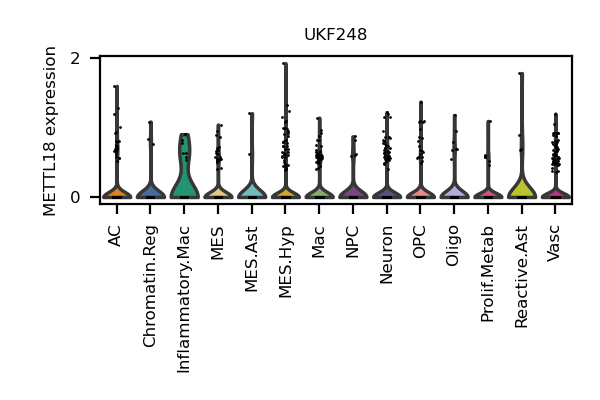 UKF248
METTL18 expression
2
0
AC
Chromatin.Reg
Inflammatory.Mac
MES
MES.Ast
MES.Hyp
Mac
NPC
Neuron
OPC
Oligo
Prolif.Metab
Reactive.Ast
Vasc